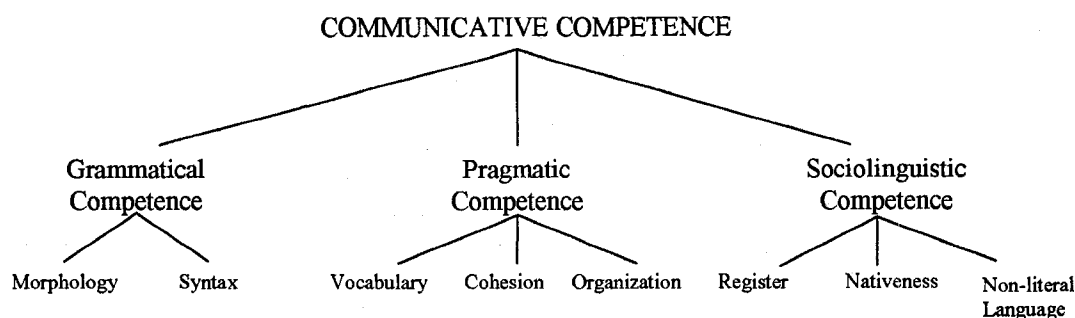 COMMUNICATIVE COMPETENCE
Grammatical
Competence
Pragmatic
Competence
Sociolinguistic
Competence
Morphology
Syntax
Vocabulary
Cohesion
Organization
Register
Nativeness
Non-literal
Language